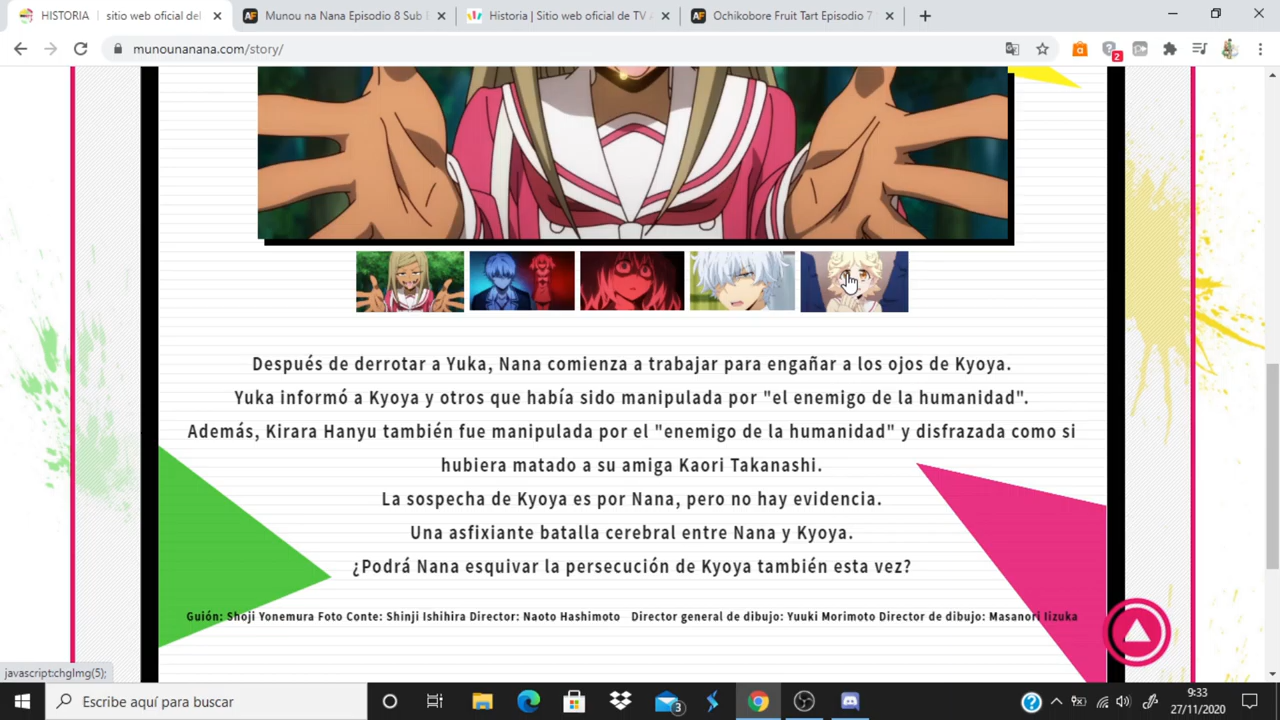 HISTORIA | sitio web oficial del
Munou na Nana Episodio 8 Sub E
Historia | Sitio web oficial de TV A
Ochikobore Fruit Tart Episodio 7
munounanana.com/story/
2
Después de derrotar a Yuka, Nana comienza a trabajar para engañar a los ojos de Kyoya.
Yuka informó a Kyoya y otros que había sido manipulada por "el enemigo de la humanidad".
Además, Kirara Hanyu también fue manipulada por el "enemigo de la humanidad" y disfrazada como si
hubiera matado a su amiga Kaori Takanashi.
La sospecha de Kyoya es por Nana, pero no hay evidencia.
Una asfixiante batalla cerebral entre Nana y Kyoya.
¿Podrá Nana esquivar la persecución de Kyoya también esta vez?
Guión: Shoji Yonemura Foto Conte: Shinji Ishihira Director: Naoto Hashimoto Director general de dibujo: Yuuki Morimoto Director de dibujo: Masanori Iizuka
javascript:chgImg(5);
Escribe aquí para buscar
3
9:33
27/11/2020